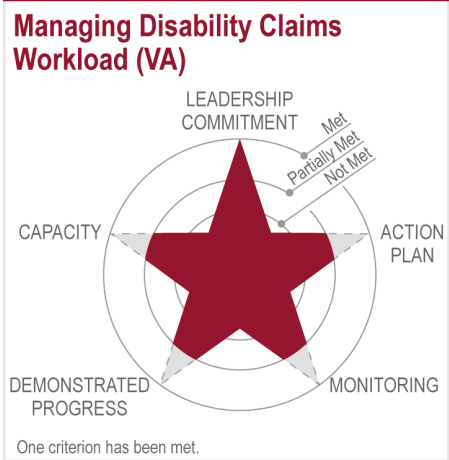 Managing Disability Claims
Workload (VA)
LEADERSHIP
COMMITMENT
Met
Partially Met
Not Met
CAPACITY
ACTION
PLAN
DEMONSTRATED
PROGRESS
MONITORING
One criterion has been met.